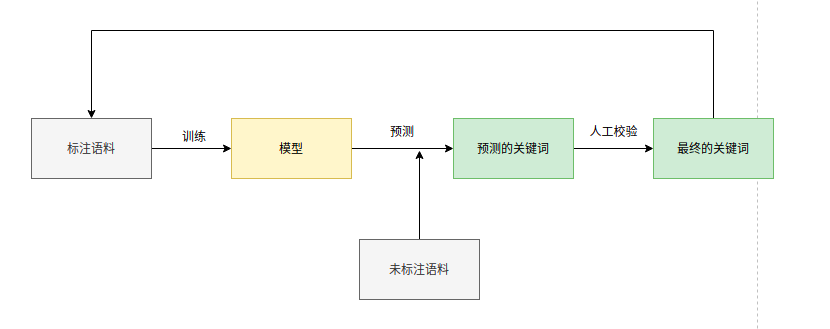 标注语料
训练
模型
预测
预测的关键词
人工校验
最终的关键词
未标注语料